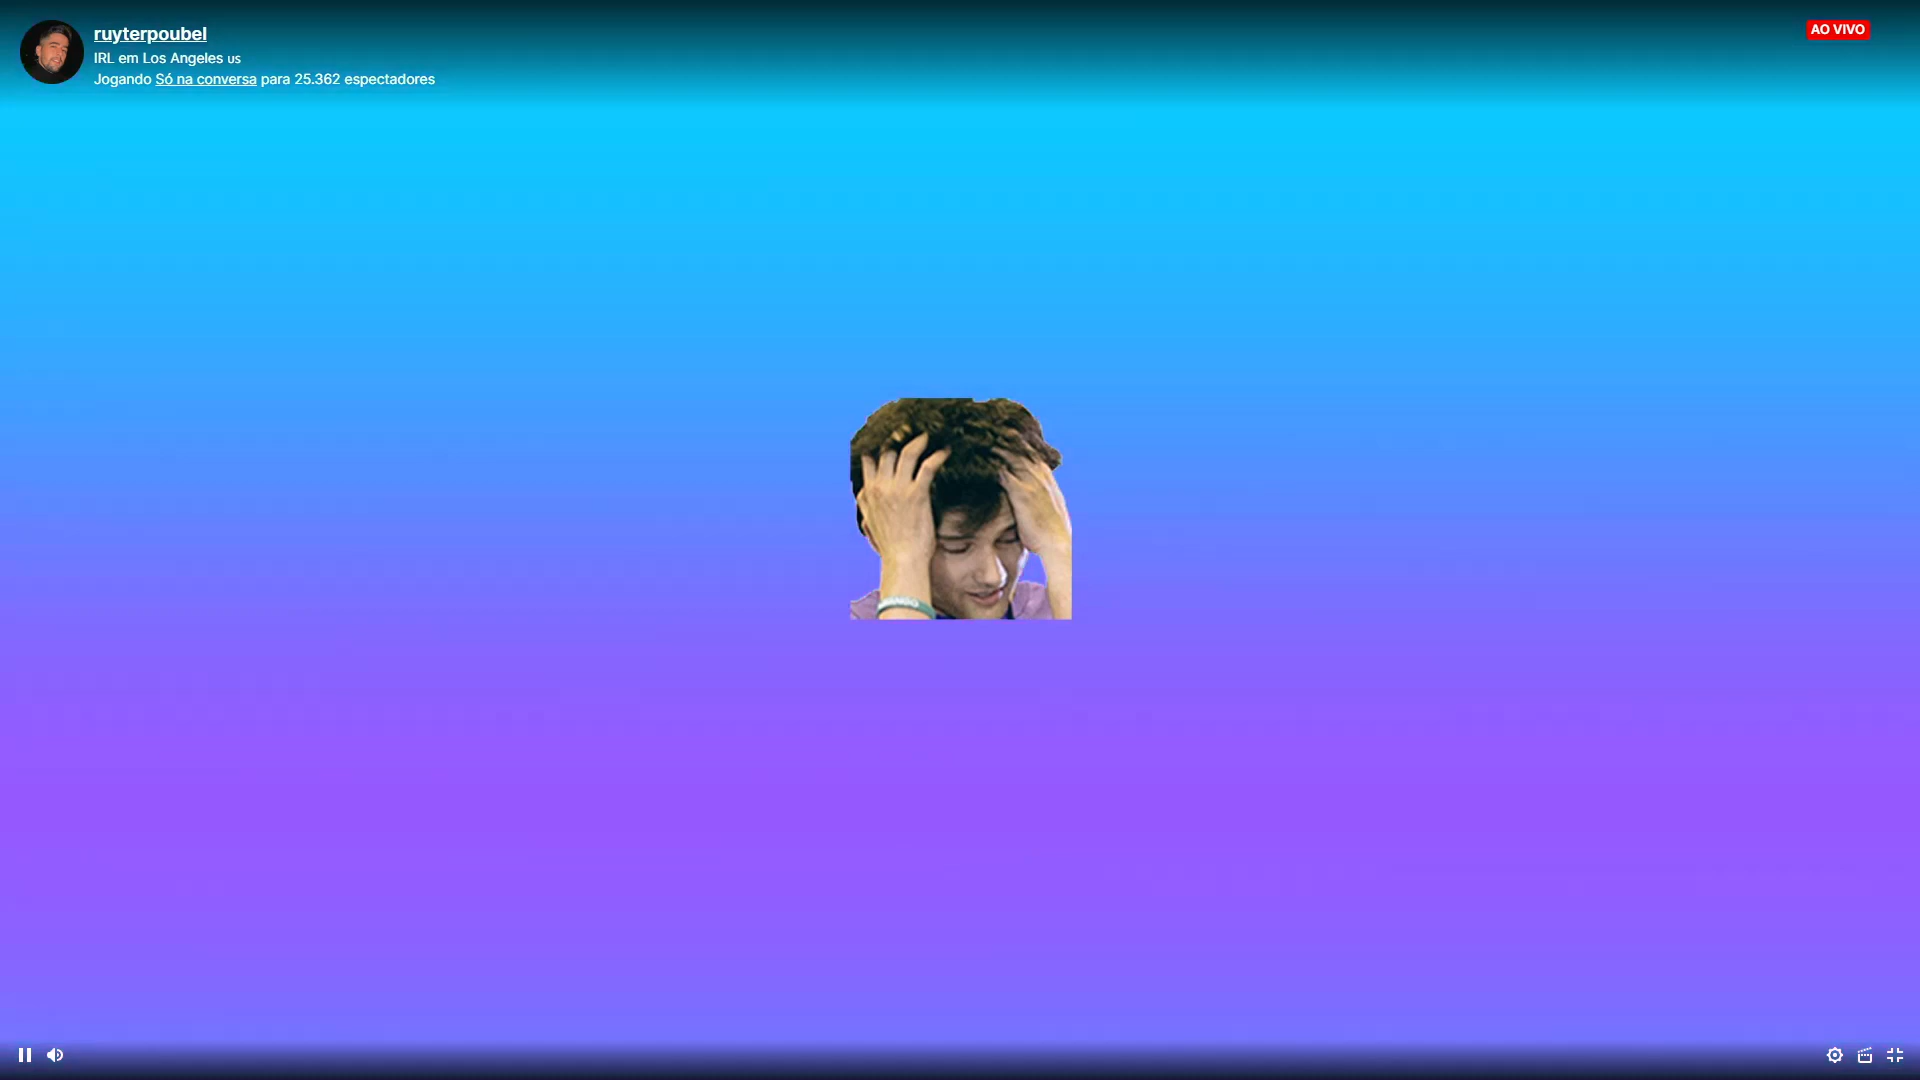 ruyterpoubel
AO VIVO
IRL em Los Angeles us
Jogando Só na conversa para 25.362 espectadores